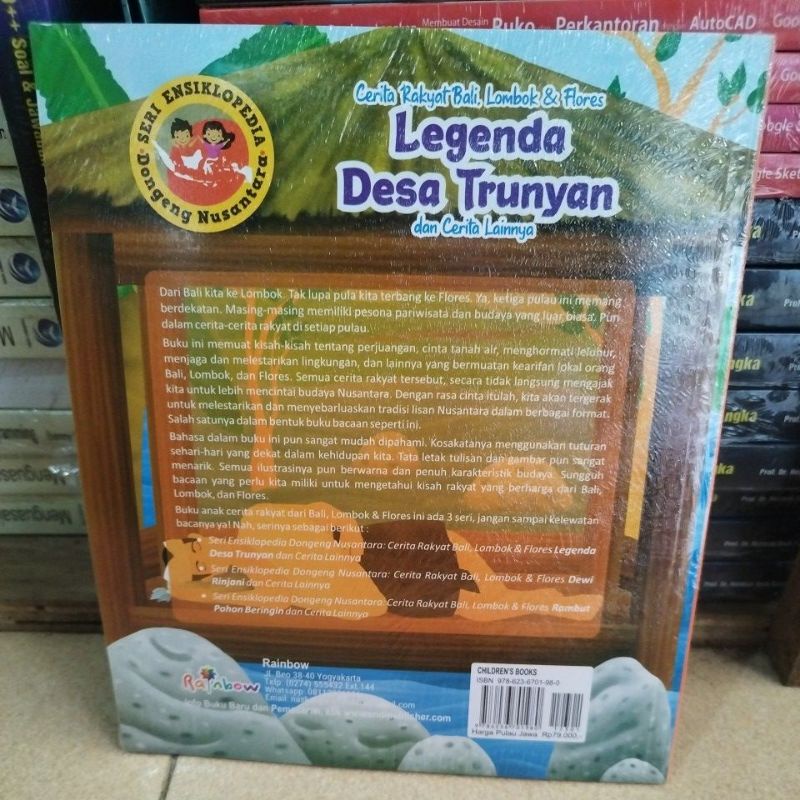 Membuat Desain Ruko Perkantoran AutoCAD
SERI ENSIKLOPEDIA
Dongeng Nusantara
Cerita Rakyat Bali, Lombok & Flores
Legenda
Desa Trunyan
dan Cerita Lainnya
Dari Bali kita ke Lombok. Tak lupa pula kita terbang ke Flores. Ya, ketiga pulau ini memang
berdekatan. Masing-masing memiliki pesona pariwisata dan budaya yang luar biasa. Pun
dalam cerita-cerita rakyat di setiap pulau.
Buku ini memuat kisah-kisah tentang perjuangan, cinta tanah air, menghormati leluhur,
menjaga dan melestarikan lingkungan, dan lainnya yang bermuatan kearifan lokal orang
Bali, Lombok, dan Flores. Semua cerita rakyat tersebut, secara tidak langsung mengajak
kita untuk lebih mencintai budaya Nusantara. Dengan rasa cinta itulah, kita akan tergerak
untuk melestarikan dan menyebarluaskan tradisi lisan Nusantara dalam berbagai format.
Salah satunya dalam bentuk buku bacaan seperti ini.
Bahasa dalam buku ini pun sangat mudah dipahami. Kosakatanya menggunakan tuturan
sehari-hari yang dekat dalam kehidupan kita. Tata letak tulisan dan gambar pun sangat
menarik. Semua ilustrasinya pun berwarna dan penuh karakteristik budaya. Sungguh
bacaan yang perlu kita miliki untuk mengetahui kisah rakyat yang berharga dari Bali,
Lombok, dan Flores.
Buku anak cerita rakyat dari Bali, Lombok & Flores ini ada 3 seri, jangan sampai kelewatan
bacanya ya! Nah, serinya sebagai berikut :
• Seri Ensiklopedia Dongeng Nusantara: Cerita Rakyat Bali, Lombok & Flores Legenda
Desa Trunyan dan Cerita Lainnya
• Seri Ensiklopedia Dongeng Nusantara: Cerita Rakyat Bali, Lombok & Flores Dewi
Rinjani dan Cerita Lainnya
• Seri Ensiklopedia Dongeng Nusantara: Cerita Rakyat Bali, Lombok & Flores Rambut
Pohon Beringin dan Cerita Lainnya
Rainbow
Rainbow
Jl. Beo 38-40 Yogyakarta
Telp. (0274) 555492 Ext.144
Whatsapp:
Email:
Info Buku Baru dan
CHILDREN'S BOOKS
ISBN 978-623-6701-98-0
Harga Pulau Jawa Rp79.000,-